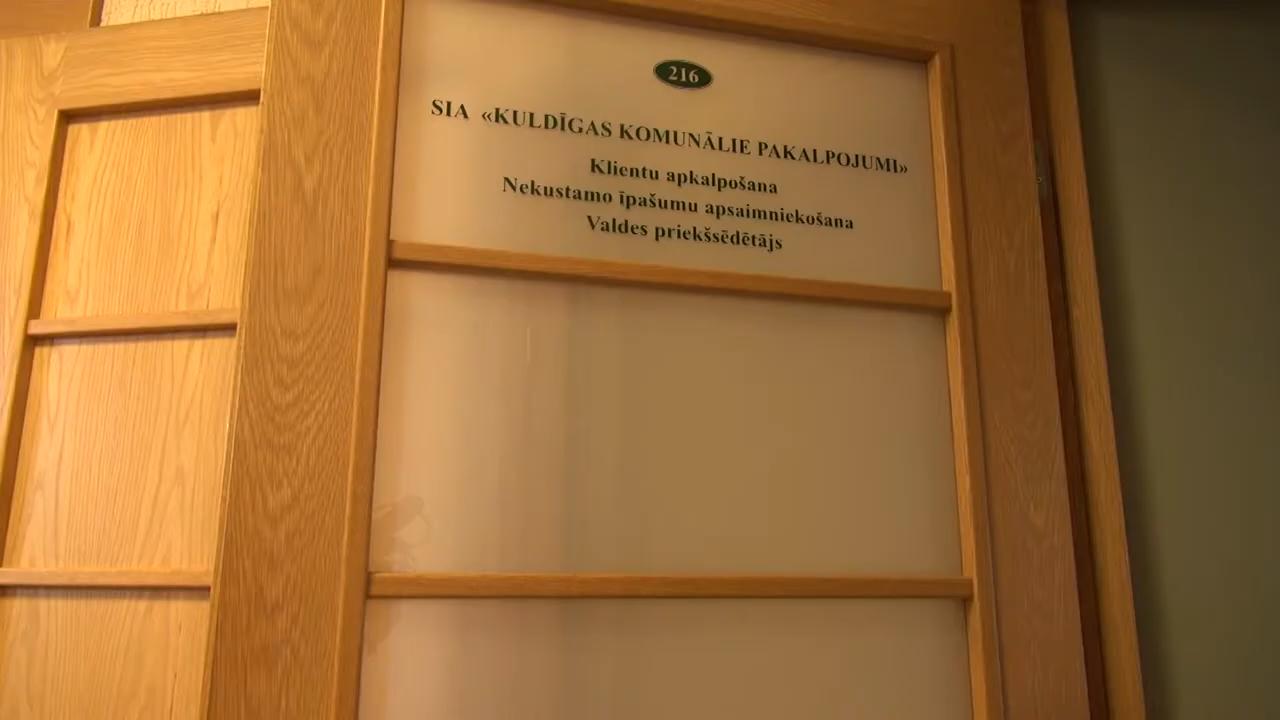 216
SIA «KULDĪGAS KOMUNĀLIE PAKALPOJUMI»
Klientu apkalpošana
Nekustamo īpašumu apsaimniekošana
Valdes priekšsēdētājs